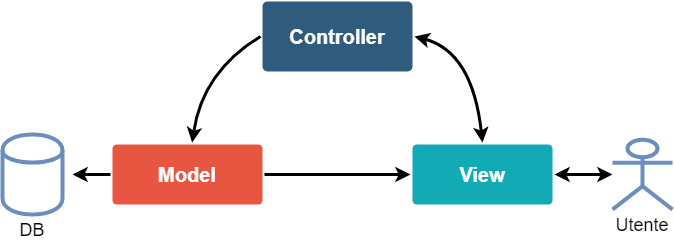 Controller
Model
View
DB
Utente